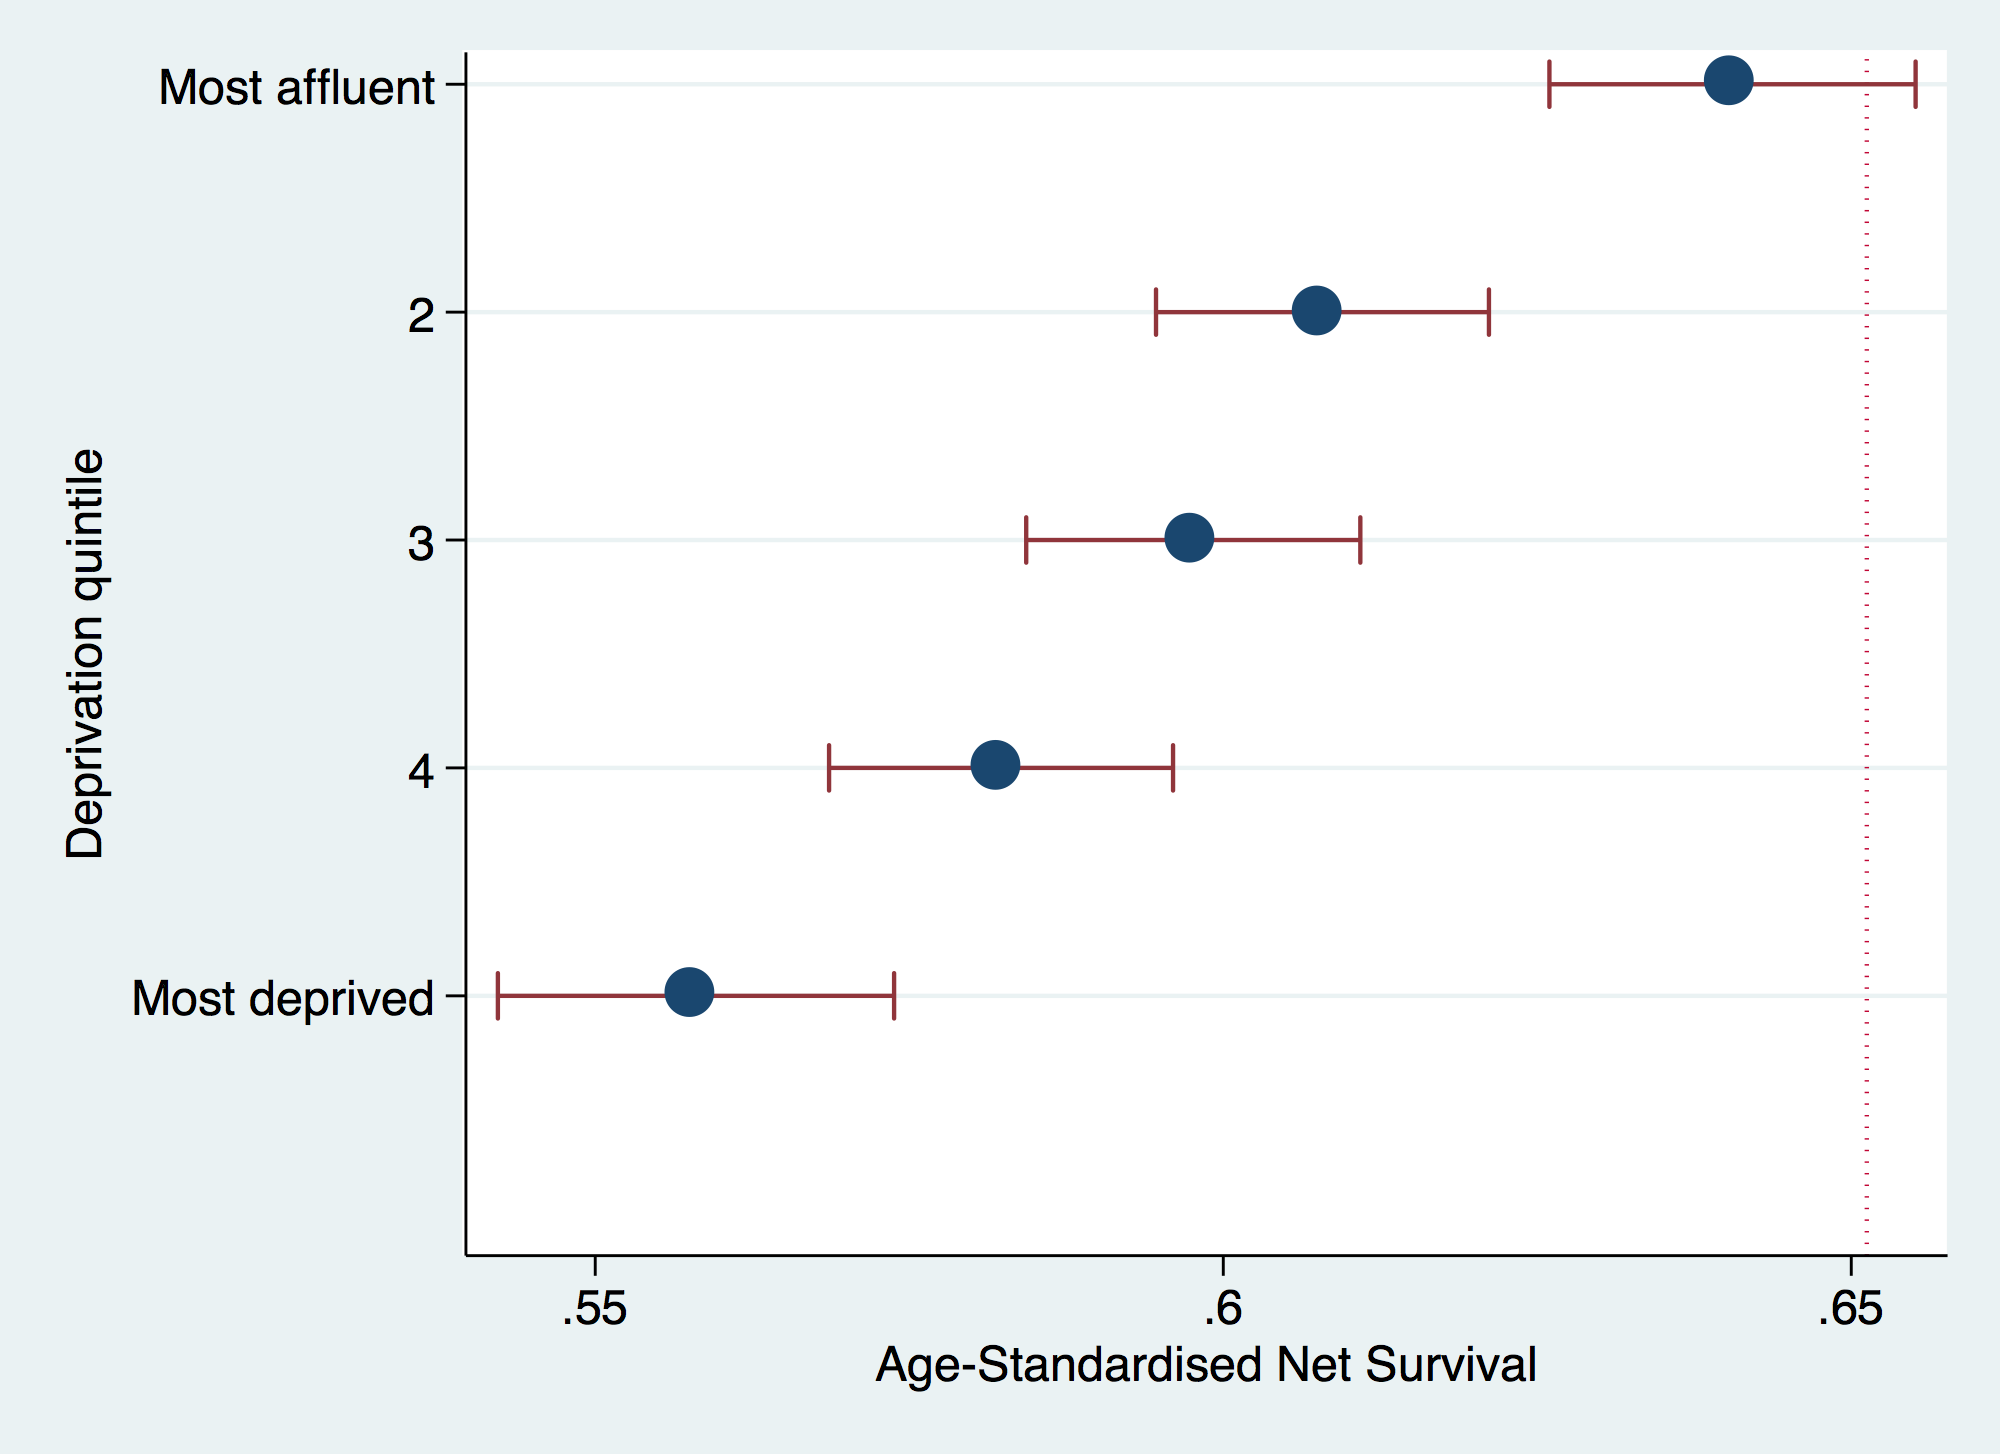 Most affluent
2
3
4
Most deprived
Deprivation quintile
.55
.6
.65
Age-Standardised Net Survival